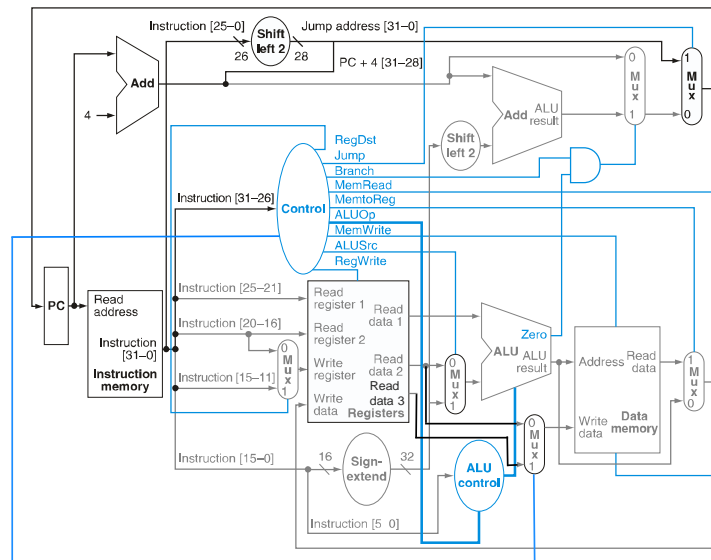 Instruction [25–0]
Shift
left 2
Jump address [31–0]
26
28
PC + 4 [31–28]
Add
4
0
M
u
x
1
1
M
u
x
0
Add
ALU
result
Shift
left 2
RegDst
Jump
Branch
MemRead
MemtoReg
ALUOp
MemWrite
ALUSrc
RegWrite
Control
Instruction [31–26]
PC
Read
address
Instruction
[31–0]
Instruction
memory
Instruction [25–21]
Instruction [20–16]
Instruction [15–11]
0
M
u
x
1
Read
register 1
Read
register 2
Write
register
Write
data
Read
data 1
Read
data 2
Read
data 3
Registers
0
M
u
x
1
Zero
ALU
ALU
result
0
M
u
x
1
Address
Read
data
Write
data
Data
memory
1
M
u
x
0
Instruction [15–0]
16
Sign-
extend
32
ALU
control
Instruction [5 0]